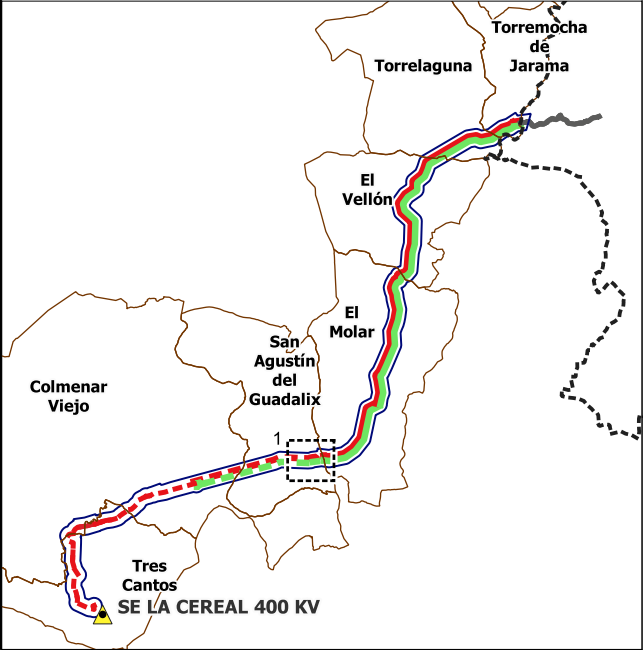 Torremocha
de
Jarama
Torrelaguna
El
Vellón
El
Molar
San
Agustín
del
Guadalix
Colmenar
Viejo
1
Tres
Cantos
SE LA CEREAL 400 KV